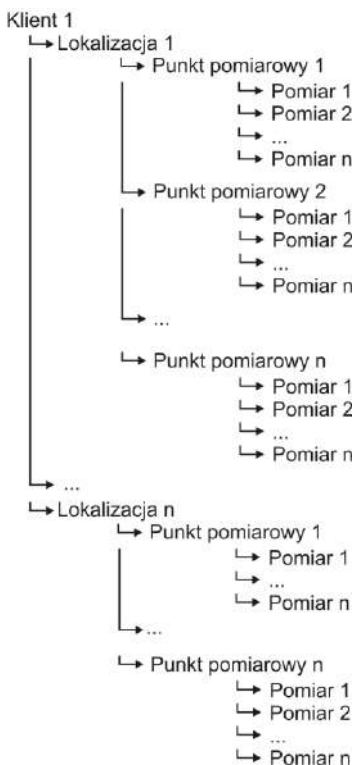 Klient 1
Lokalizacja 1
Punkt pomiarowy 1
Pomiar 1
Pomiar 2
...
Pomiar n
Punkt pomiarowy 2
Pomiar 1
Pomiar 2
...
Pomiar n
...
Punkt pomiarowy n
Pomiar 1
Pomiar 2
...
Pomiar n
...
Lokalizacja n
Punkt pomiarowy 1
Pomiar 1
...
Pomiar n
...
Punkt pomiarowy n
Pomiar 1
Pomiar 2
...
Pomiar n